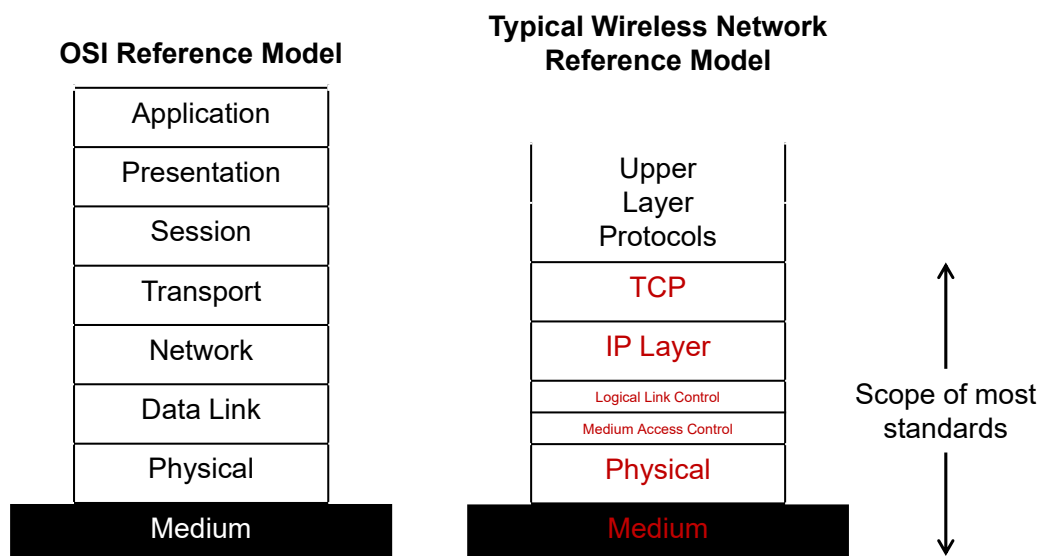 OSI Reference Model
Application
Presentation
Session
Transport
Network
Data Link
Physical
Medium
Typical Wireless Network
Reference Model
Upper
Layer
Protocols
TCP
IP Layer
Logical Link Control
Medium Access Control
Physical
Medium
Scope of most
standards